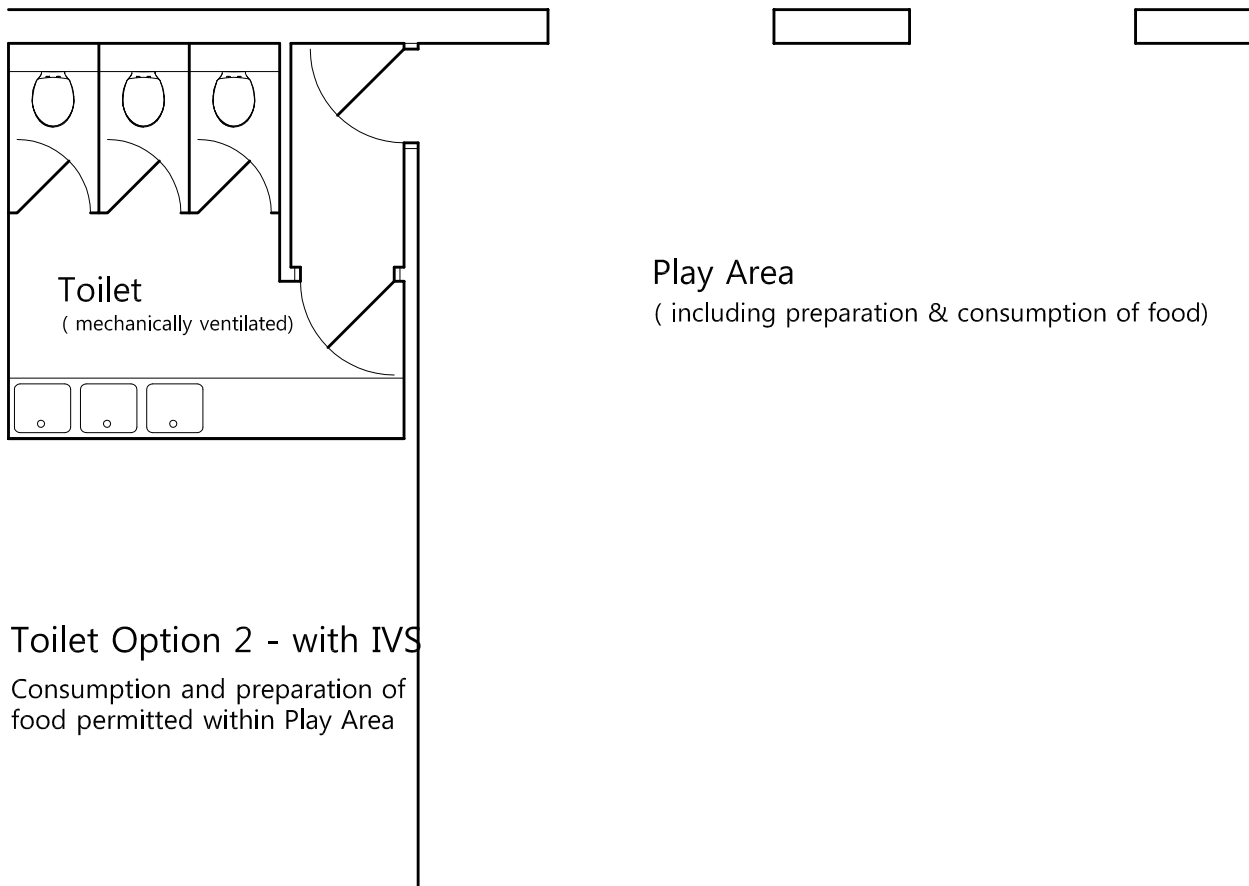 Toilet
( mechanically ventilated)
Play Area
( including preparation & consumption of food)
Toilet Option 2 - with IVS
Consumption and preparation of
food permitted within Play Area